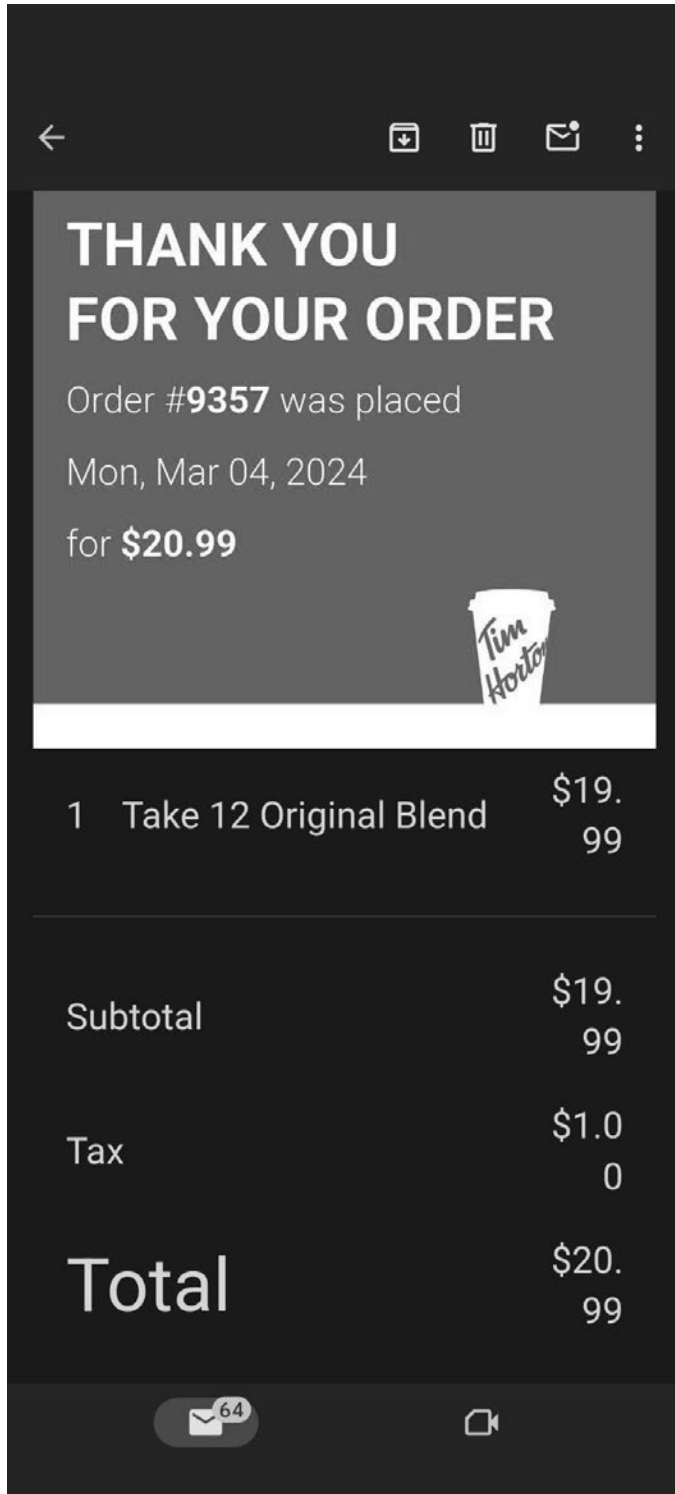 THANK YOU
FOR YOUR ORDER
Order #9357 was placed
Mon, Mar 04, 2024
for $20.99
Tim
Horton
1 Take 12 Original Blend $19.
99
Subtotal $19.
99
Tax $1.0
0
Total $20.
99
64